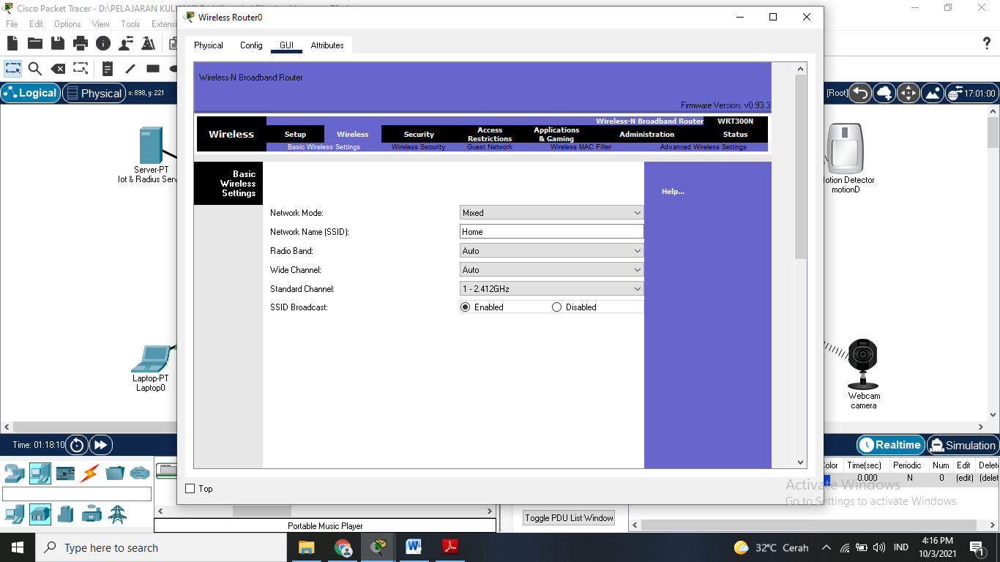 Cisco Packet Tracer - D:\PELAJARAN KUL
Wireless Router0
File Edit Options View Tools Extensi
Physical Config GUI Attributes
Logical Physical x: 898, y: 221
[Root] 17:01:00
Wireless-N Broadband Router
Firmware Version: v0.93.3
Wireless-N Broadband Router WRT300N
Wireless
Setup Wireless Security Access Restrictions Applications & Gaming Administration Status
Basic Wireless Settings Wireless Security Guest Network Wireless MAC Filter Advanced Wireless Settings
Basic
Wireless
Settings
Help...
Network Mode: Mixed
Network Name (SSID): Home
Radio Band: Auto
Wide Channel: Auto
Standard Channel: 1 - 2.412GHz
SSID Broadcast: Enabled Disabled
Server-PT
Iot & Radius Serv
otion Detector
motionD
Laptop-PT
Laptop0
Webcam
camera
Time: 01:18:10
Realtime Simulation
Top
Color Time(sec) Periodic Num Edit Delet
0.000 N 0 (edit) (delet
Activate Windows
Go to Settings to activate Windows.
Toggle PDU List Window
Portable Music Player
Type here to search
32°C Cerah
IND
4:16 PM
10/3/2021
1